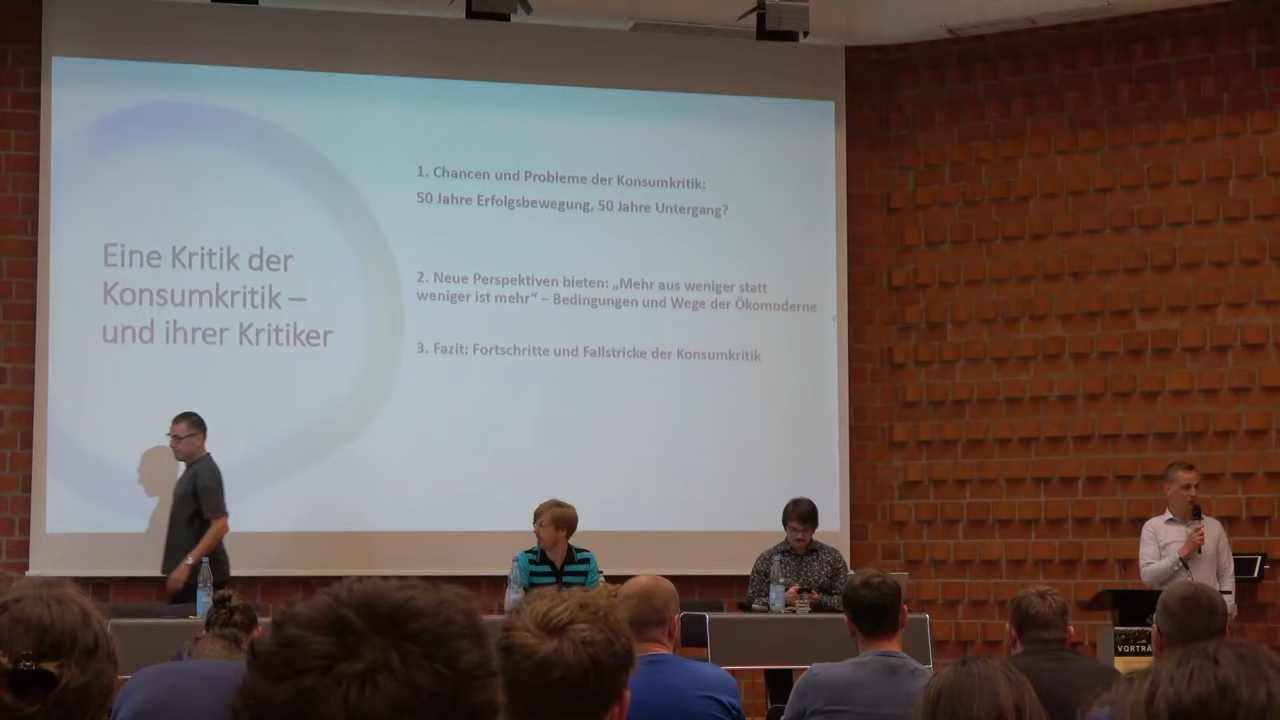 Eine Kritik der
Konsumkritik –
und ihrer Kritiker
1. Chancen und Probleme der Konsumkritik:
50 Jahre Erfolgsbewegung, 50 Jahre Untergang?
2. Neue Perspektiven bieten: „Mehr aus weniger statt
weniger ist mehr“ – Bedingungen und Wege der Ökomoderne
3. Fazit: Fortschritte und Fallstricke der Konsumkritik
VORTRÄ